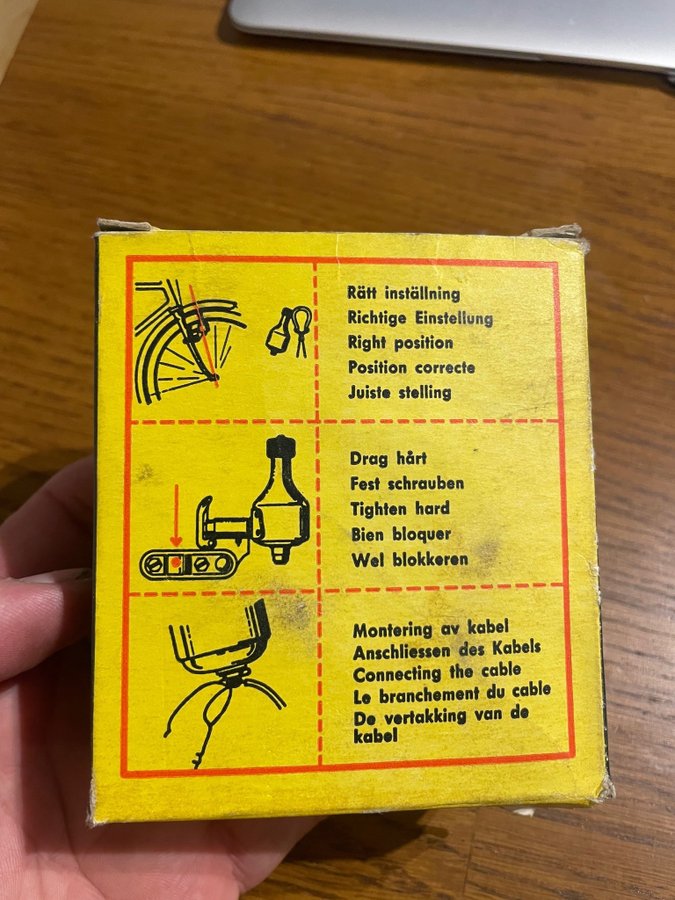 Rätt inställning
Richtige Einstellung
Right position
Position correcte
Juiste stelling
Drag hårt
Fest schrauben
Tighten hard
Bien bloquer
Wel blokkeren
Montering av kabel
Anschliessen des Kabels
Connecting the cable
Le branchement du cable
De vertakking van de
kabel